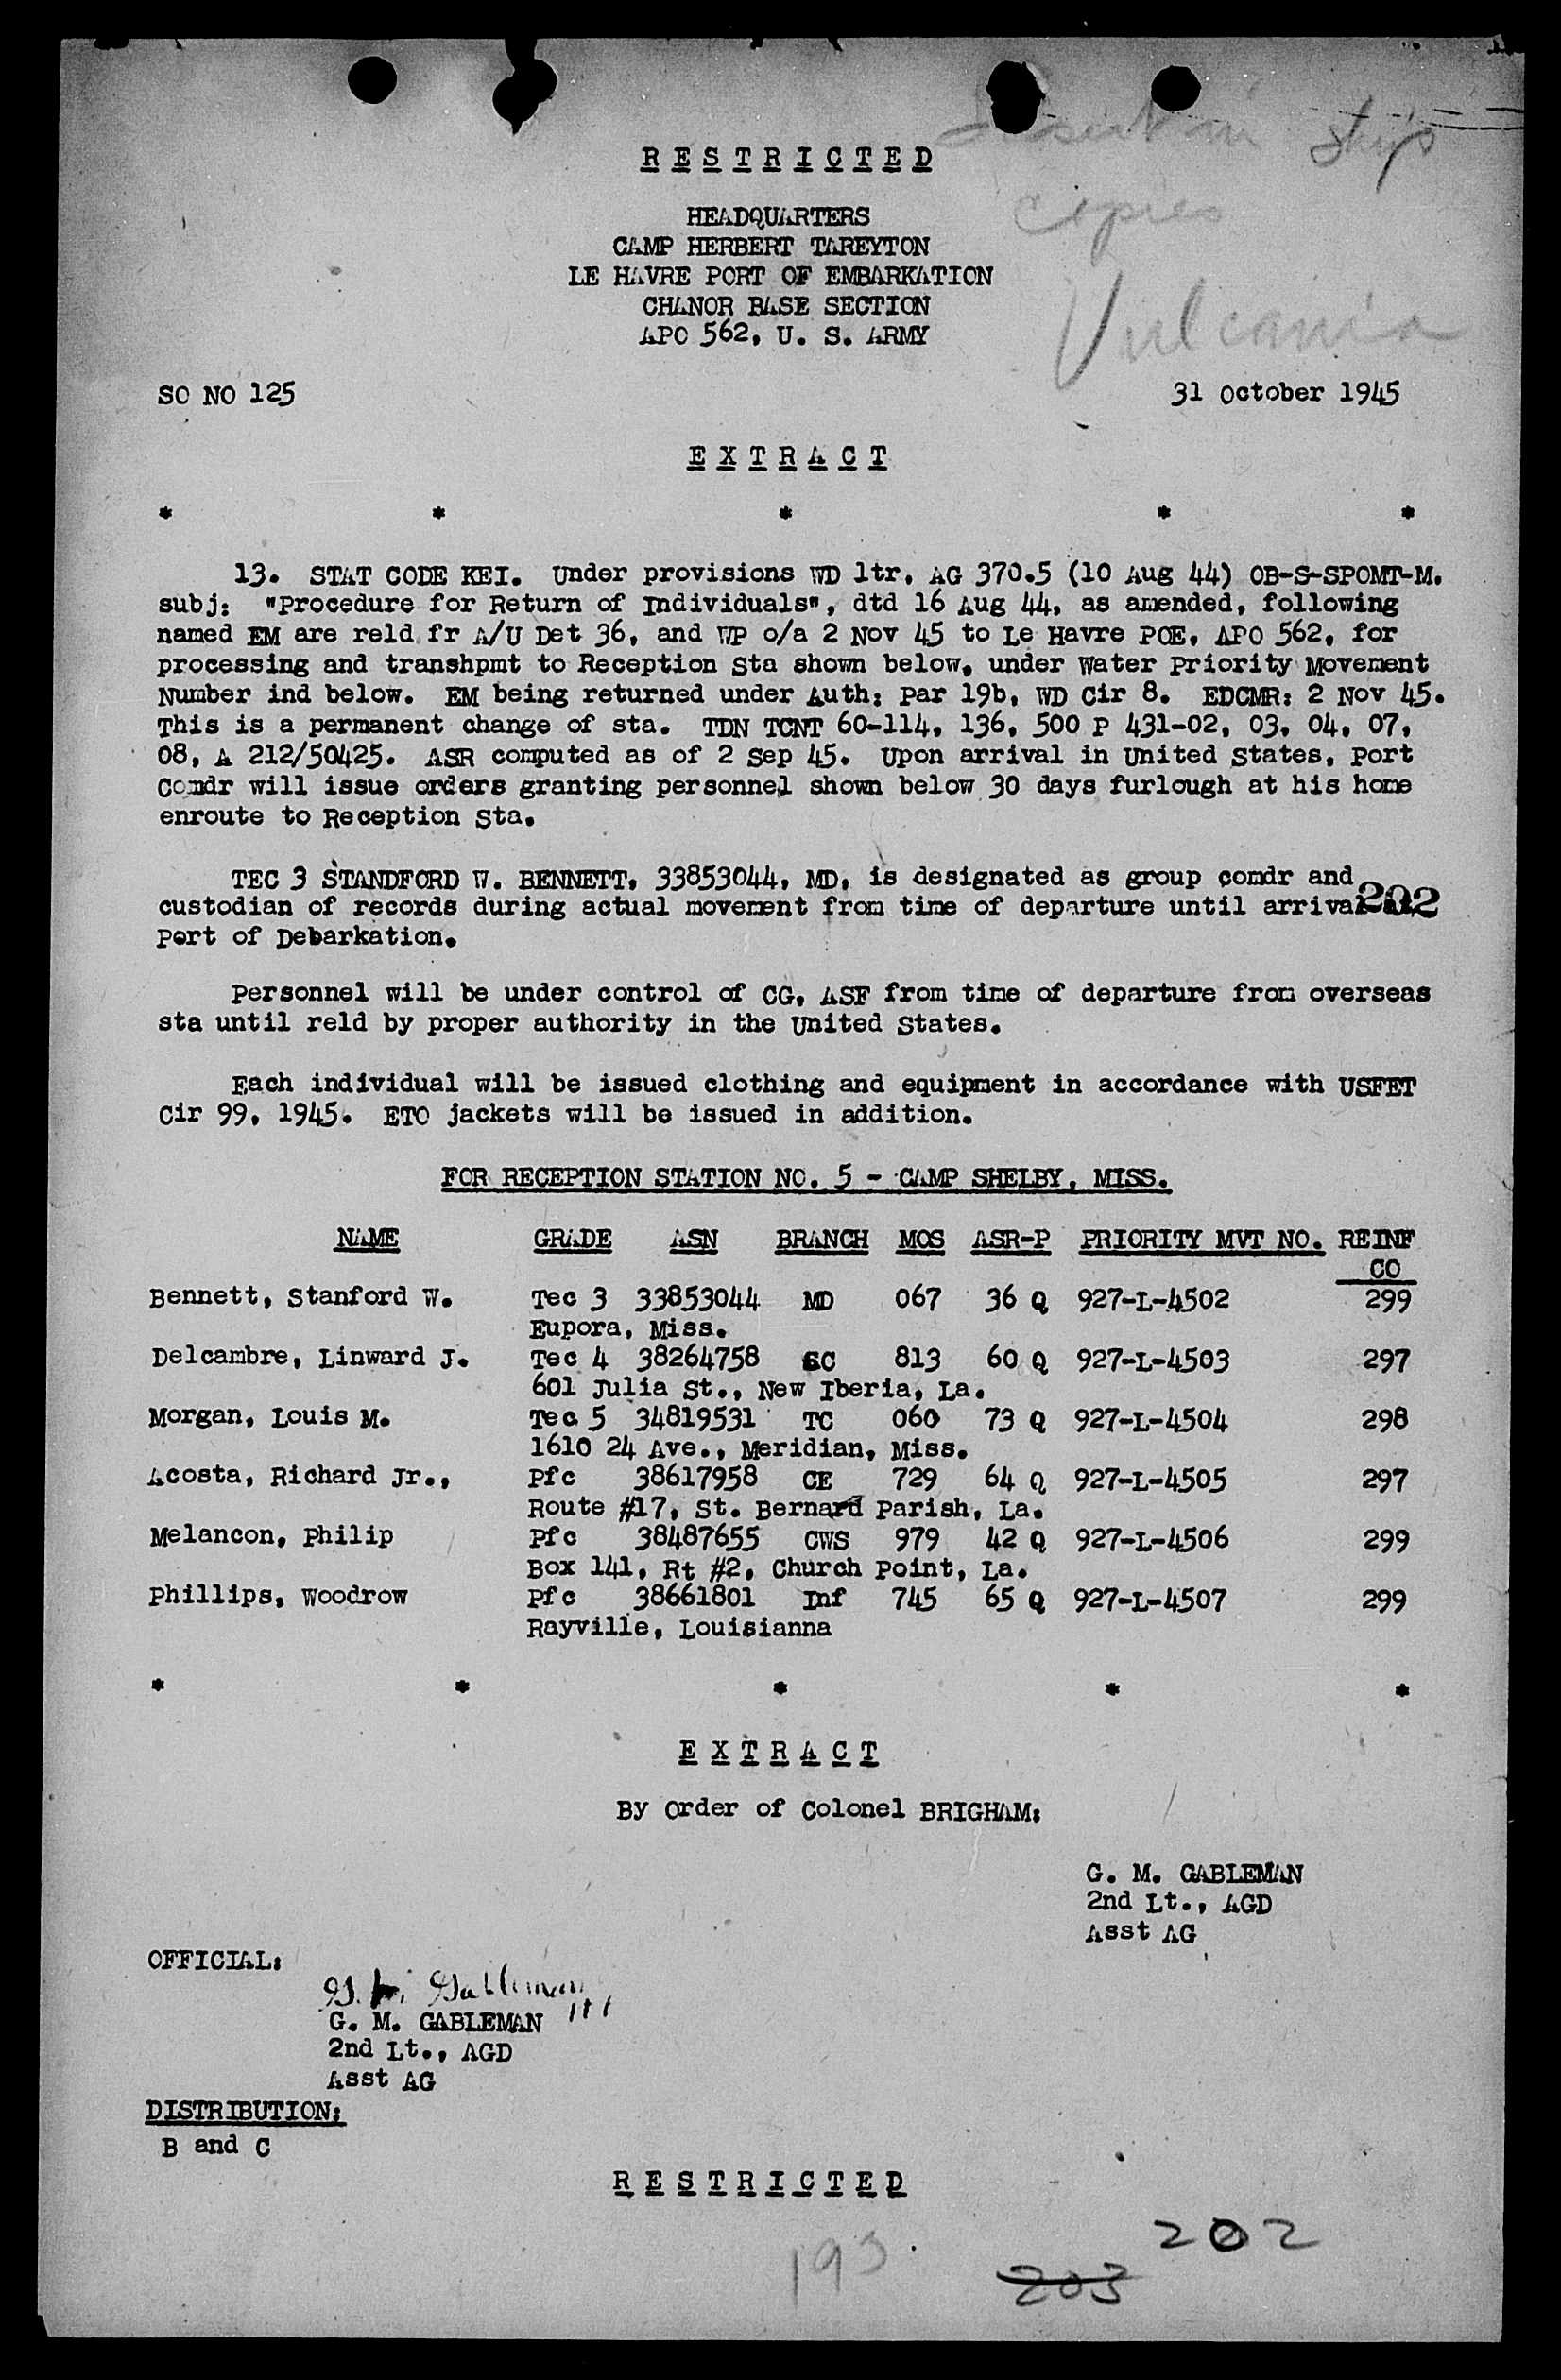 Insert in ship
copies
Vulcania
RESTRICTED
HEADQUARTERS
CAMP HERBERT TAREYTON
LE HAVRE PORT OF EMBARKATION
CHANOR BASE SECTION
APO 562, U. S. ARMY
SO NO 125 31 October 1945
EXTRACT
* * * * *
13. STAT CODE KEI. Under provisions WD ltr, AG 370.5 (10 Aug 44) OB-S-SPOMT-M.
subj: "Procedure for Return of Individuals", dtd 16 Aug 44, as amended, following
named EM are reld fr A/U Det 36, and WP o/a 2 Nov 45 to Le Havre POE, APO 562, for
processing and transhpmt to Reception Sta shown below, under Water Priority Movement
Number ind below. EM being returned under Auth: Par 19b, WD Cir 8. EDCMR: 2 Nov 45.
This is a permanent change of sta. TDN TCNT 60-114, 136, 500 P 431-02, 03, 04, 07,
08, A 212/50425. ASR computed as of 2 Sep 45. Upon arrival in United States, Port
Comdr will issue orders granting personnel shown below 30 days furlough at his home
enroute to Reception Sta.
TEC 3 STANDFORD W. BENNETT, 33853044, MD, is designated as group comdr and
custodian of records during actual movement from time of departure until arrival at 202
Port of Debarkation.
Personnel will be under control of CG, ASF from time of departure from overseas
sta until reld by proper authority in the United States.
Each individual will be issued clothing and equipment in accordance with USFET
Cir 99, 1945. ETO jackets will be issued in addition.
FOR RECEPTION STATION NO. 5 - CAMP SHELBY, MISS.
NAME GRADE ASN BRANCH MOS ASR-P PRIORITY MVT NO. REINF
CO
Bennett, Stanford W. Tec 3 33853044 MD 067 36 Q 927-L-4502 299
Eupora, Miss.
Delcambre, Linward J. Tec 4 38264758 SC 813 60 Q 927-L-4503 297
601 Julia St., New Iberia, La.
Morgan, Louis M. Tec 5 34819531 TC 060 73 Q 927-L-4504 298
1610 24 Ave., Meridian, Miss.
Acosta, Richard Jr., Pfc 38617958 CE 729 64 Q 927-L-4505 297
Route #17, St. Bernard Parish, La.
Melancon, Philip Pfc 38487655 CWS 979 42 Q 927-L-4506 299
Box 141, Rt #2, Church Point, La.
Phillips, Woodrow Pfc 38661801 Inf 745 65 Q 927-L-4507 299
Rayville, Louisianna
* * * * *
EXTRACT
By Order of Colonel BRIGHAM:
G. M. GABLEMAN
2nd Lt., AGD
Asst AG
OFFICIAL:
G. M. Gableman
G. M. GABLEMAN
2nd Lt., AGD
Asst AG
DISTRIBUTION:
B and C
RESTRICTED
202
193
203